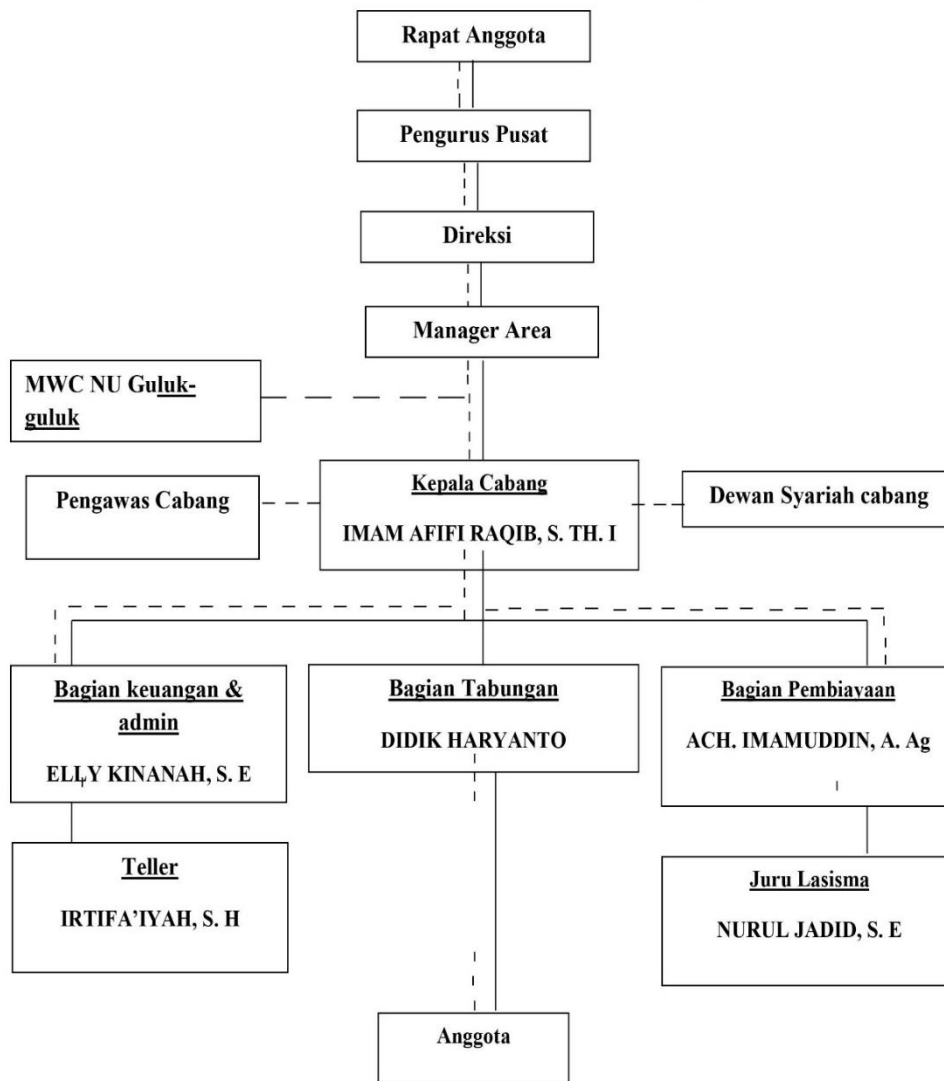 Rapat Anggota
Pengurus Pusat
Direksi
Manager Area
MWC NU Guluk-
guluk
Kepala Cabang
IMAM AFIFI RAQIB, S. TH. I
Pengawas Cabang
Dewan Syariah cabang
Bagian keuangan &
admin
ELLY KINANAH, S. E
Bagian Tabungan
DIDIK HARYANTO
Bagian Pembiayaan
ACH. IMAMUDDIN, A. Ag
Teller
IRTIFA’IYAH, S. H
Juru Lasisma
NURUL JADID, S. E
Anggota